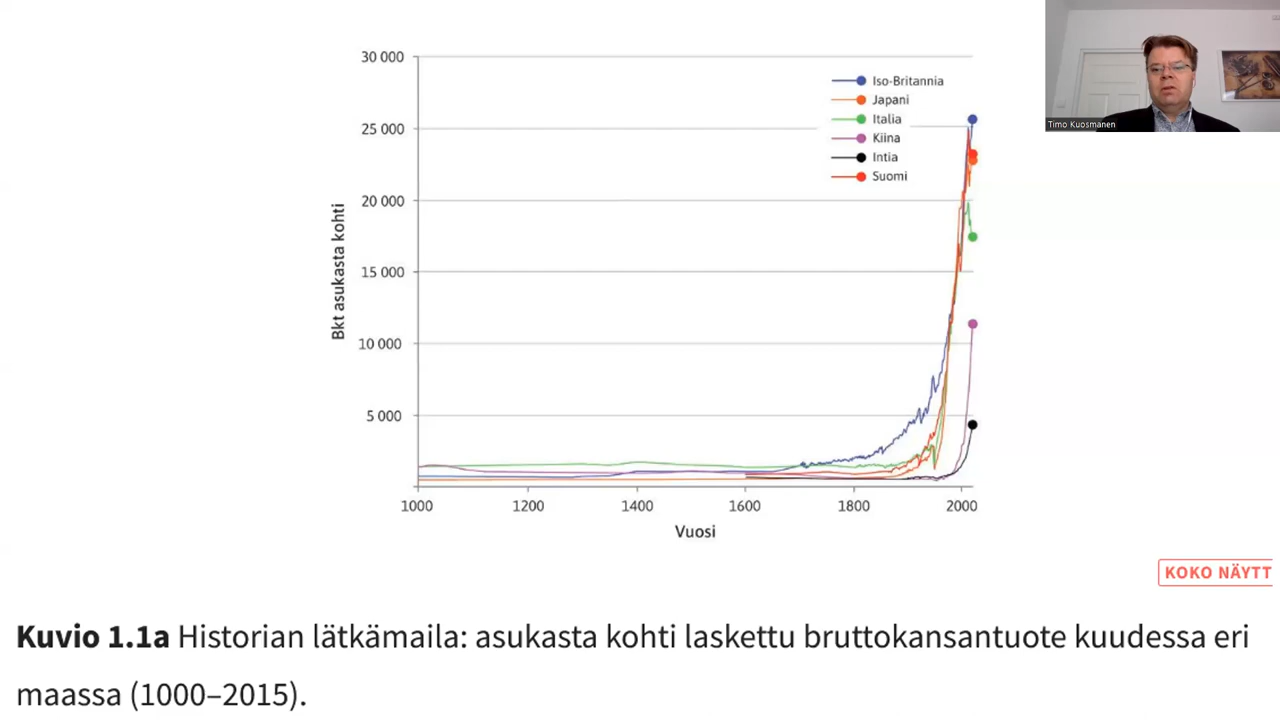 30 000
25 000
20 000
15 000
10 000
5 000
Bkt asukasta kohti
1000 1200 1400 1600 1800 2000
Vuosi
Iso-Britannia
Japani
Italia
Kiina
Intia
Suomi
Timo Kuosmanen
KOKO NÄYTT
Kuvio 1.1a Historian lätkämaila: asukasta kohti laskettu bruttokansantuote kuudessa eri
maassa (1000–2015).